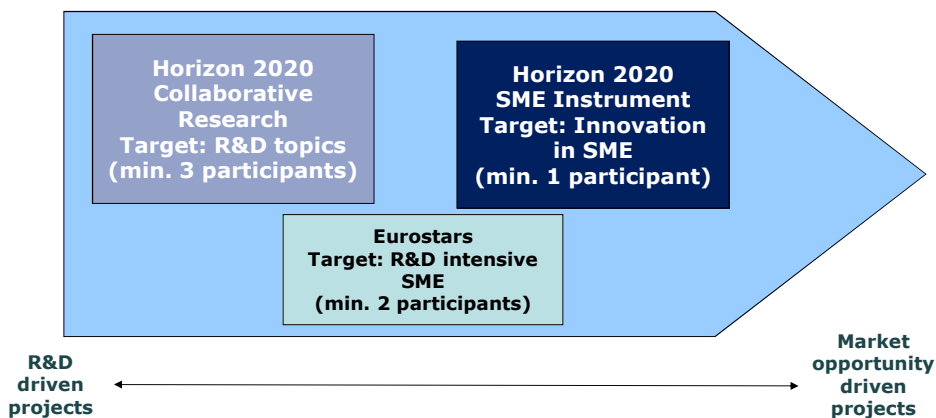 Horizon 2020
Collaborative
Research
Target: R&D topics
(min. 3 participants)
Horizon 2020
SME Instrument
Target: Innovation
in SME
(min. 1 participant)
Eurostars
Target: R&D intensive
SME
(min. 2 participants)
R&D
driven
projects
Market
opportunity
driven
projects